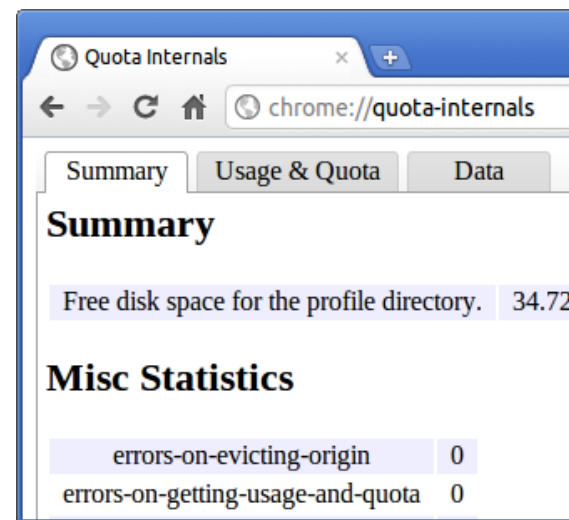 Quota Internals
chrome://quota-internals
Summary Usage & Quota Data
Summary
Free disk space for the profile directory. 34.72
Misc Statistics
errors-on-evicting-origin 0
errors-on-getting-usage-and-quota 0